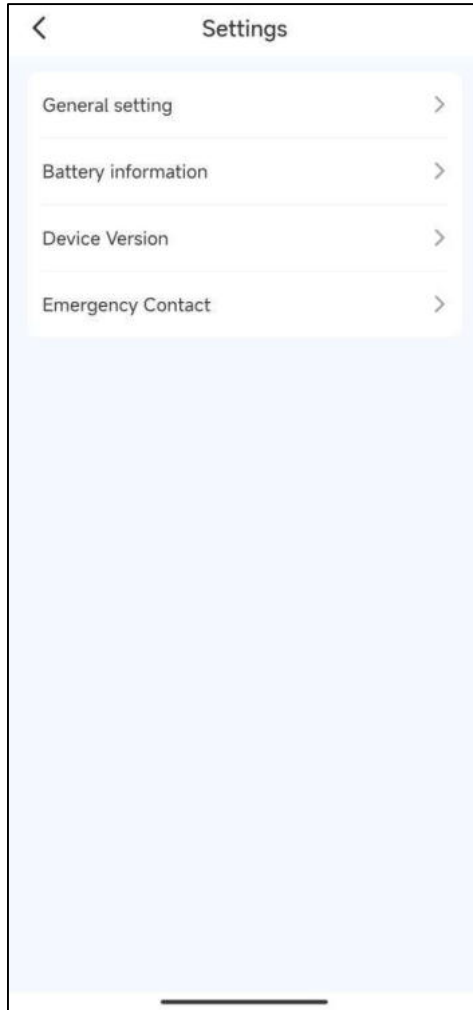 Settings
General setting
Battery information
Device Version
Emergency Contact